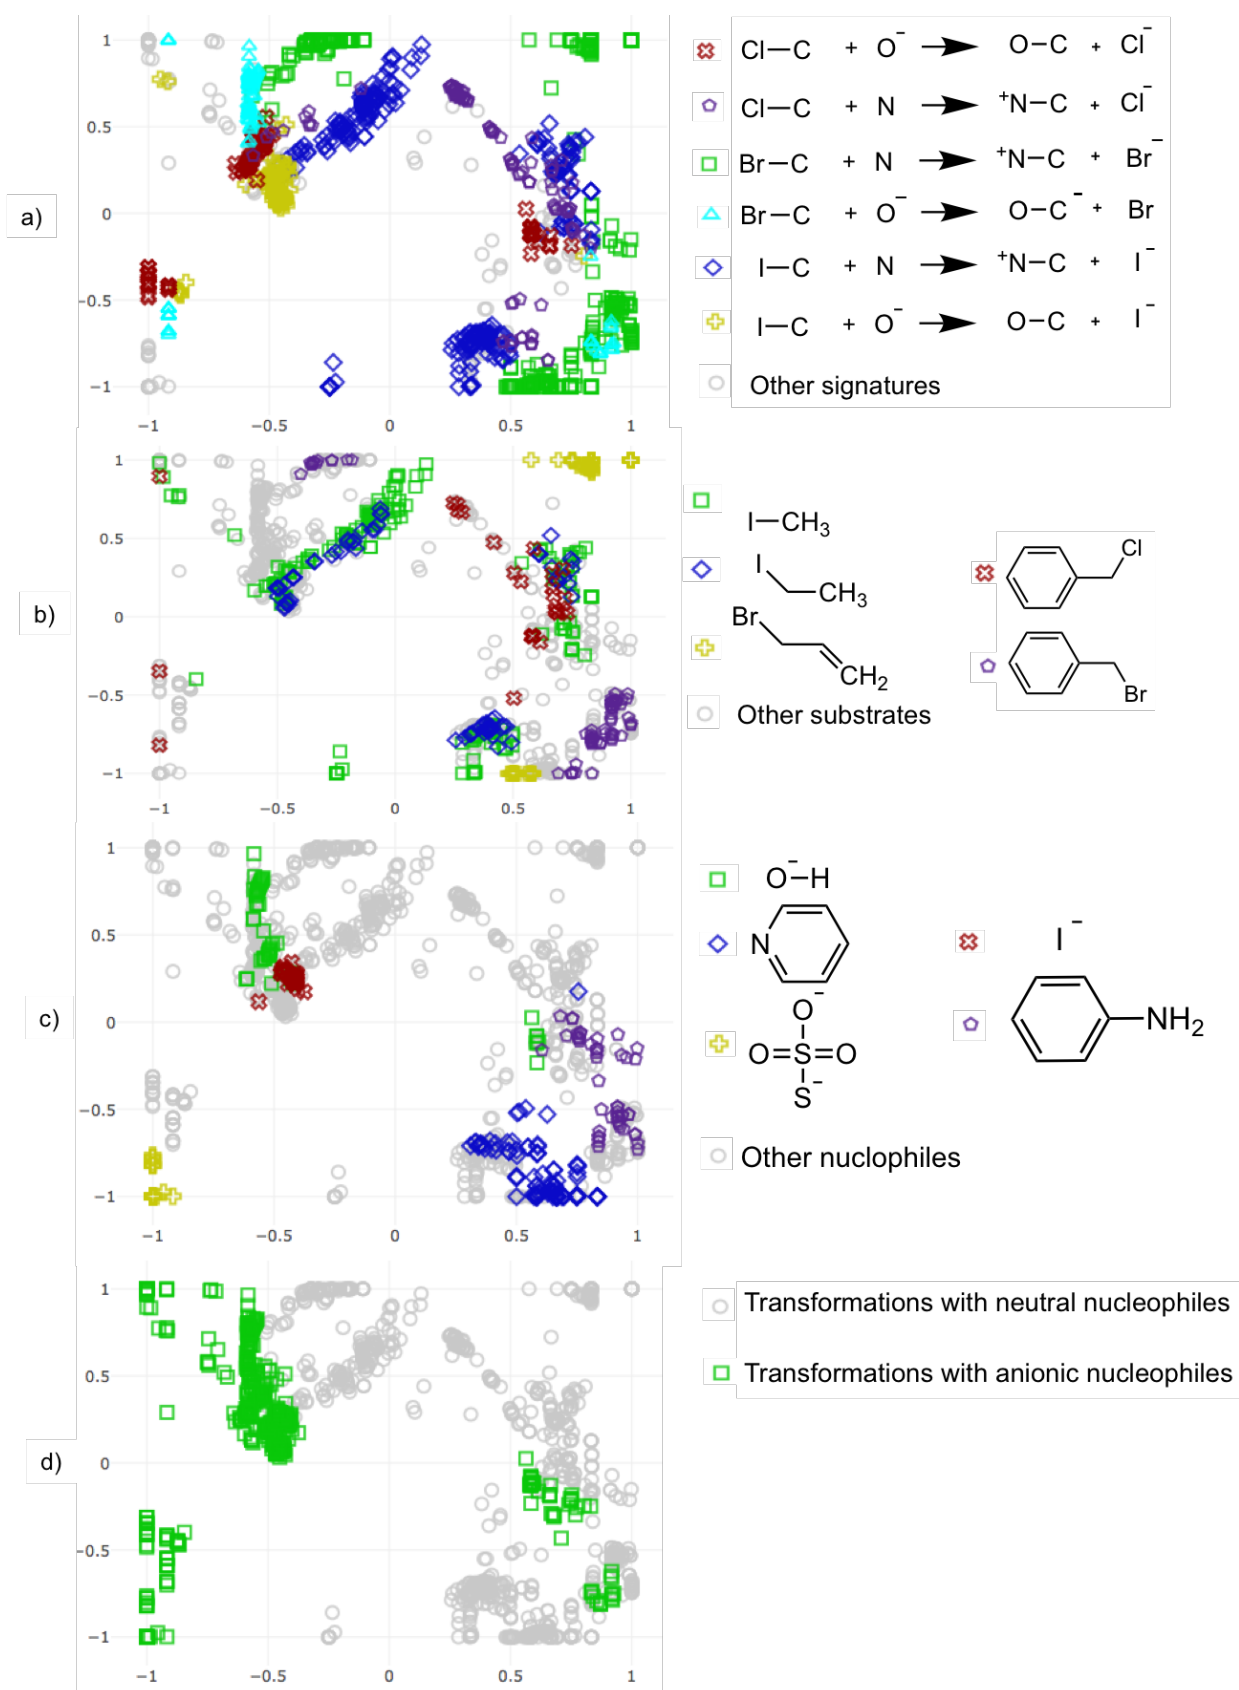 a)
1
0.5
0
−0.5
−1
−1 −0.5 0 0.5 1
Cl—C + O⁻ → O—C + Cl⁻
Cl—C + N → ⁺N—C + Cl⁻
Br—C + N → ⁺N—C + Br⁻
Br—C + O⁻ → O—C⁻ + Br
I—C + N → ⁺N—C + I⁻
I—C + O⁻ → O—C + I⁻
Other signatures
b)
1
0.5
0
−0.5
−1
−1 −0.5 0 0.5 1
I—CH₃
I
CH₃
Br
CH₂
Other substrates
Cl
Br
c)
1
0.5
0
−0.5
−1
−1 −0.5 0 0.5 1
O⁻—H
N
O⁻
O=S=O
S⁻
Other nuclophiles
I⁻
NH₂
d)
1
0.5
0
−0.5
−1
−1 −0.5 0 0.5 1
Transformations with neutral nucleophiles
Transformations with anionic nucleophiles